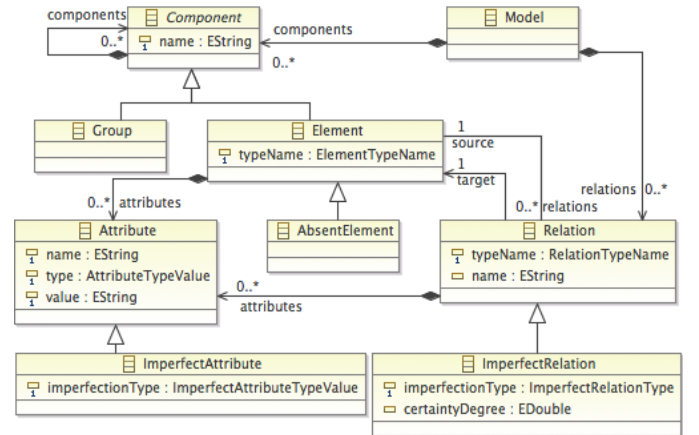 components
Component
Model
name : EString
0..*
components
0..*
Group
Element
typeName : ElementTypeName
1
source
1
target
0..* attributes
0..* relations
relations 0..*
Attribute
name : EString
type : AttributeTypeValue
value : EString
AbsentElement
Relation
typeName : RelationTypeName
name : EString
0..*
attributes
ImperfectAttribute
imperfectionType : ImperfectAttributeTypeValue
ImperfectRelation
imperfectionType : ImperfectRelationType
certaintyDegree : EDouble